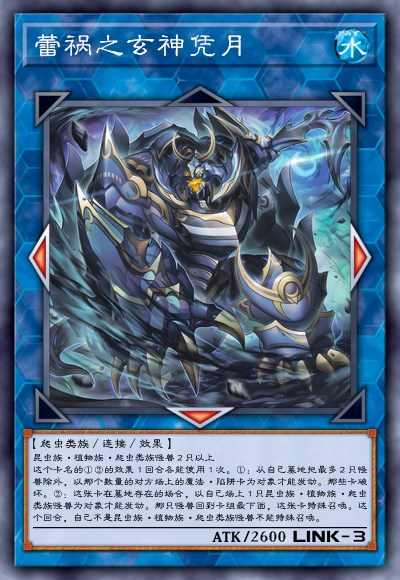 蕾祸之玄神凭月
水
【爬虫类族/连接/效果】
昆虫族・植物族・爬虫类族怪兽2只以上
这个卡名的①②的效果1回合各能使用1次。①：从自己墓地把最多2只怪
兽除外，以那个数量的对方场上的魔法・陷阱卡为对象才能发动。那些卡破
坏。②：这张卡在墓地存在的场合，以自己场上1只昆虫族・植物族・爬
虫类族怪兽为对象才能发动。那只怪兽回到卡组最下面，这张卡特殊召唤。这
个回合，自己不是昆虫族・植物族・爬虫类族怪兽不能特殊召唤。
ATK/2600 LINK-3